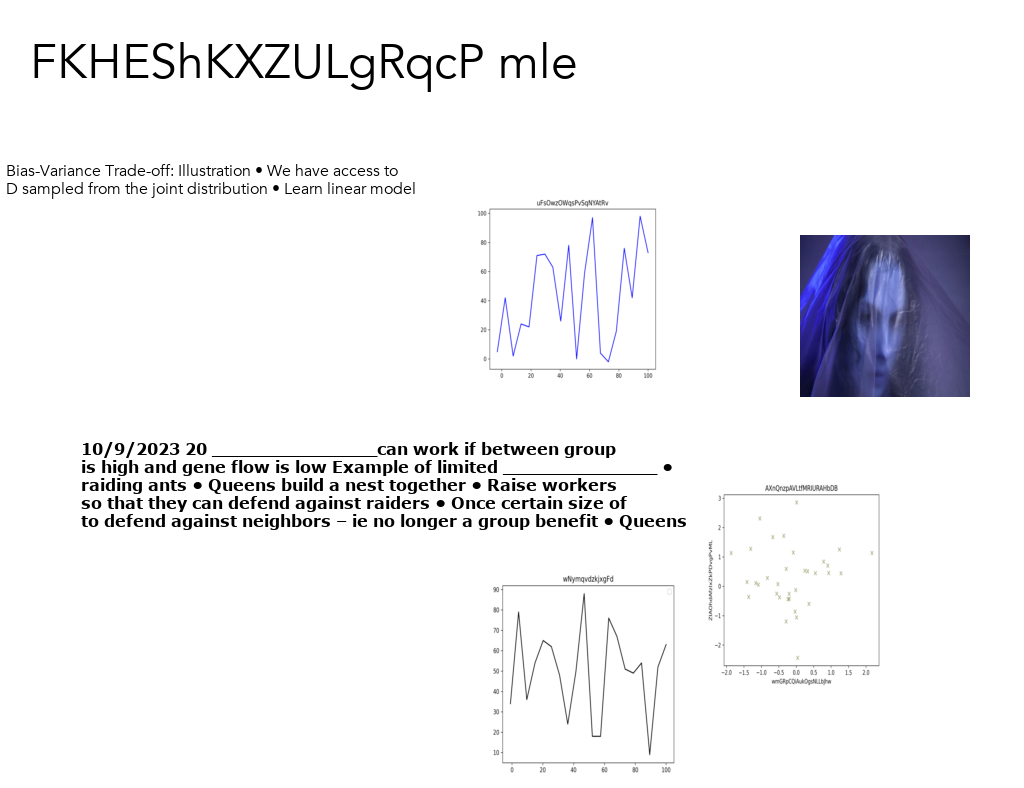 FKHEShKXZULgRqcP mle
Bias-Variance Trade-off: Illustration • We have access to
D sampled from the joint distribution • Learn linear model
uFsOwzOWqsPvSqNYAtRv
100
80
60
40
20
0
0 20 40 60 80 100
10/9/2023 20 ____________________can work if between group
is high and gene flow is low Example of limited ___________________ •
raiding ants • Queens build a nest together • Raise workers
so that they can defend against raiders • Once certain size of
to defend against neighbors – ie no longer a group benefit • Queens
AXnQnzpAVLtfMRIURAHbDB
3
2
1
0
−1
−2
−2.0 −1.5 −1.0 −0.5 0.0 0.5 1.0 1.5 2.0
wmGRpCQiAukOgsNLLbJhw
wNymqvdzkjxgFd
90
80
70
60
50
40
30
20
10
0 20 40 60 80 100